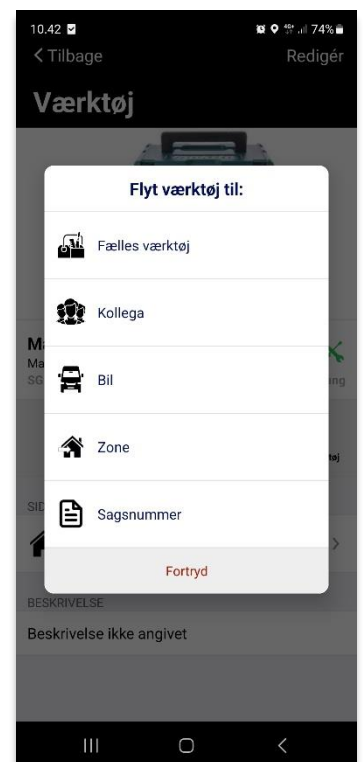 10.42
4G+ 74%
Tilbage Redigér
Værktøj
Flyt værktøj til:
Fælles værktøj
Kollega
Bil
Zone
Sagsnummer
Fortryd
BESKRIVELSE
Beskrivelse ikke angivet